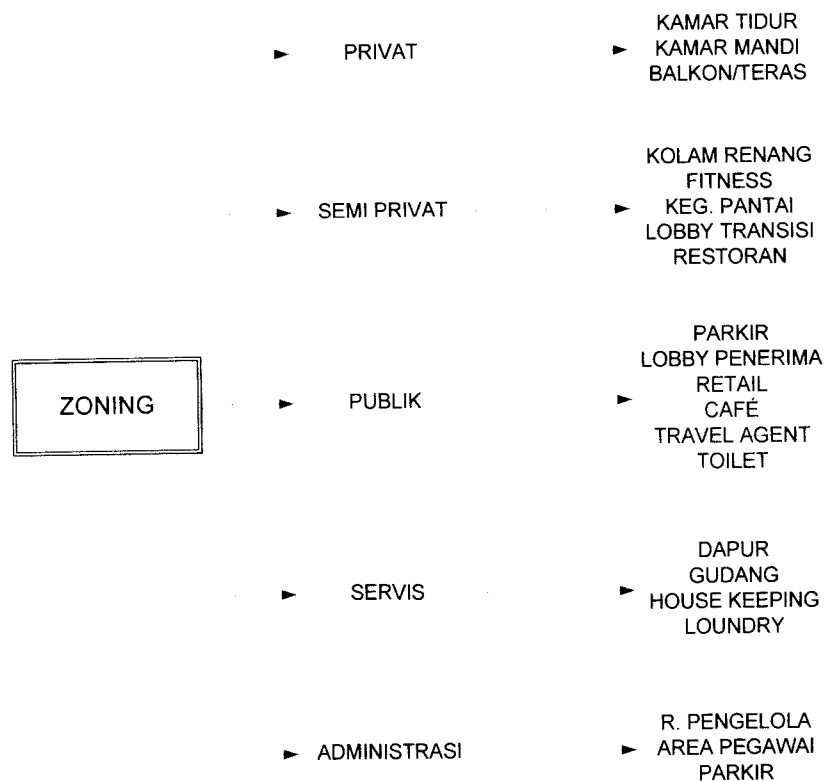 PRIVAT
KAMAR TIDUR
KAMAR MANDI
BALKON/TERAS
SEMI PRIVAT
KOLAM RENANG
FITNESS
KEG. PANTAI
LOBBY TRANSISI
RESTORAN
ZONING
PUBLIK
PARKIR
LOBBY PENERIMA
RETAIL
CAFÉ
TRAVEL AGENT
TOILET
SERVIS
DAPUR
GUDANG
HOUSE KEEPING
LOUNDRY
ADMINISTRASI
R. PENGELOLA
AREA PEGAWAI
PARKIR